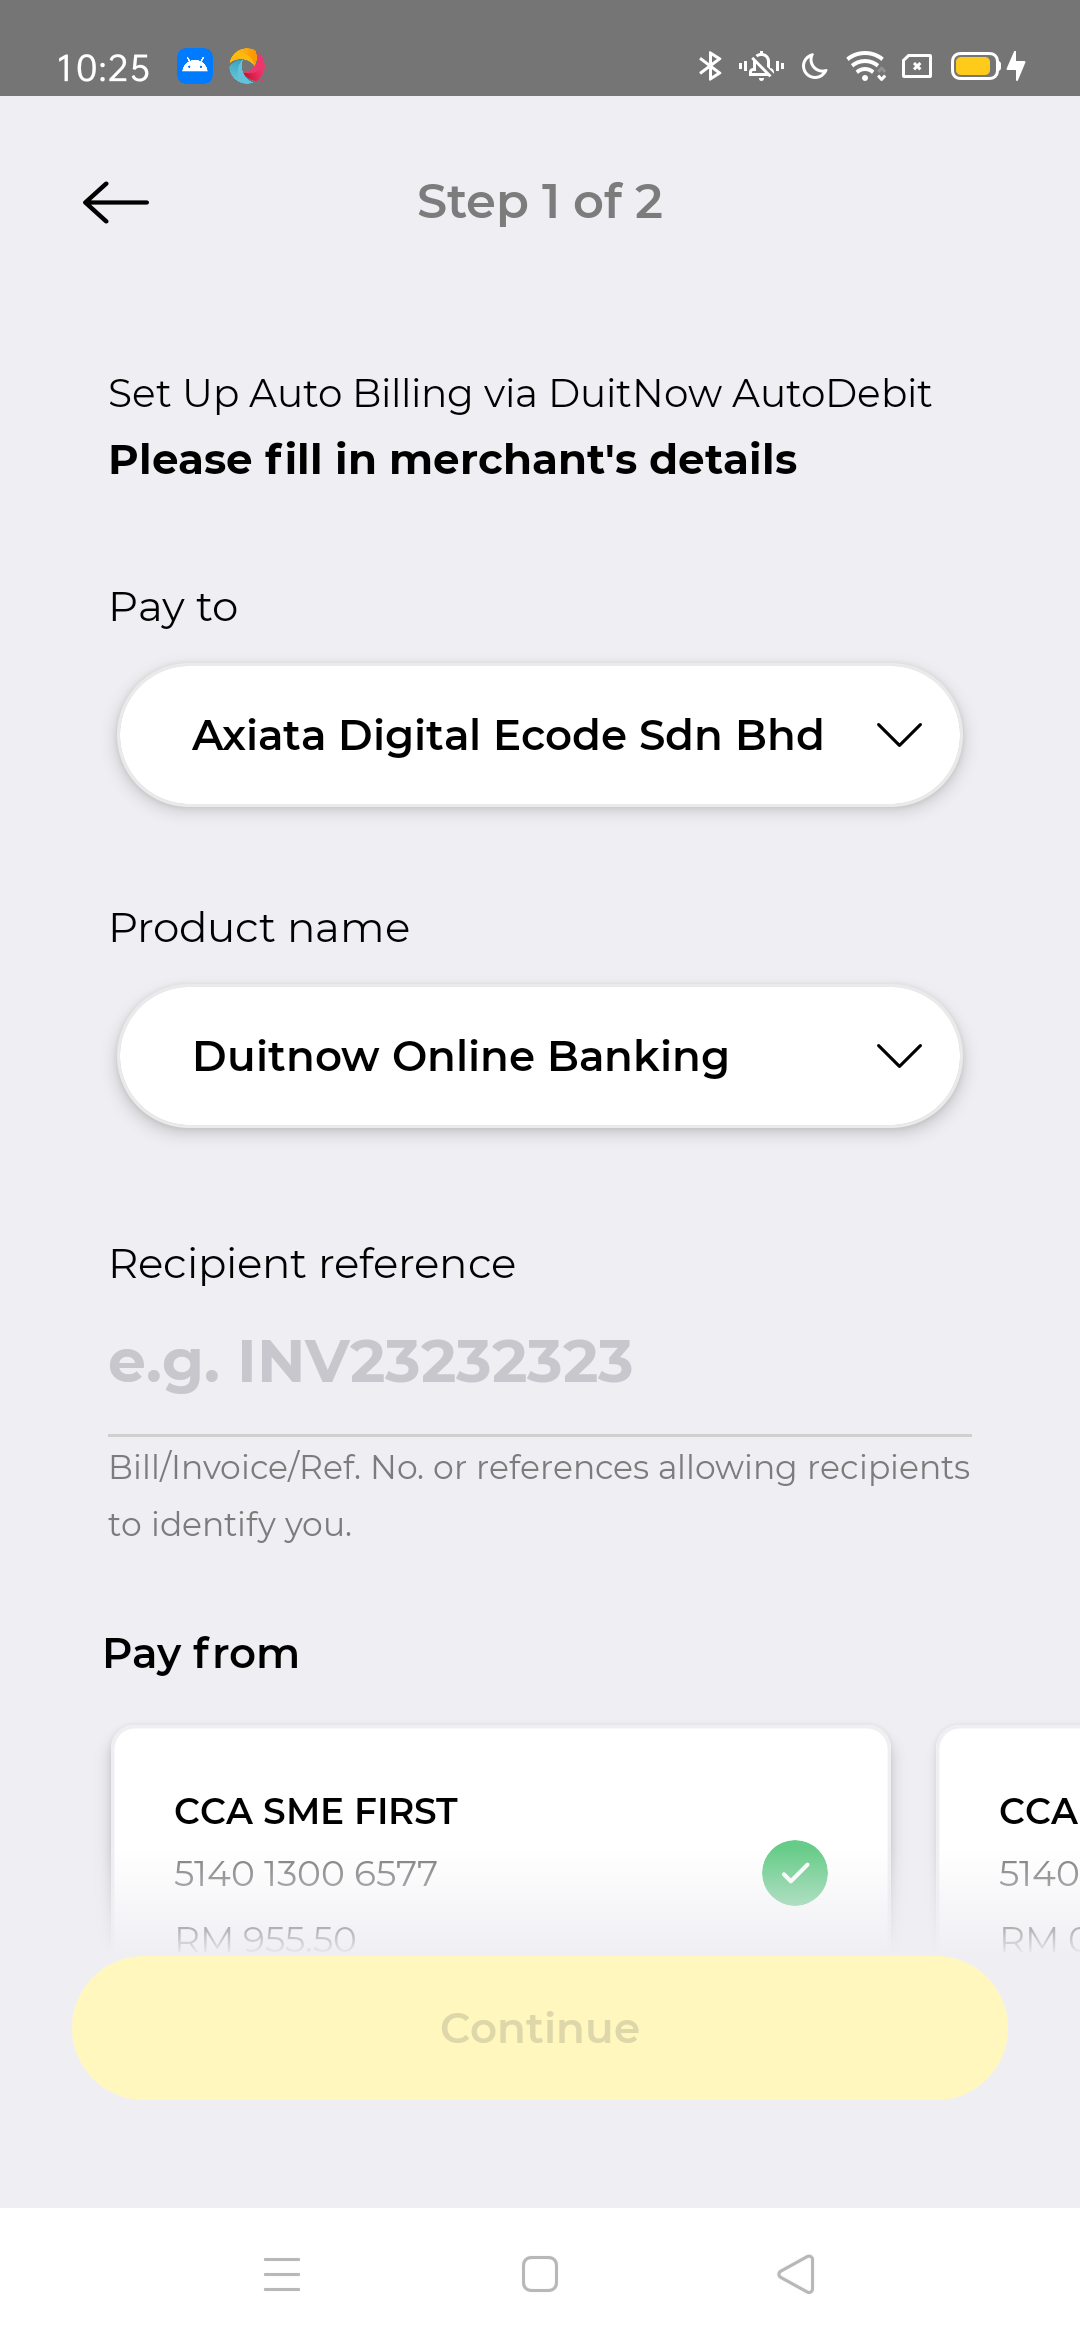 10:25
Step 1 of 2
Set Up Auto Billing via DuitNow AutoDebit
Please fill in merchant's details
Pay to
Axiata Digital Ecode Sdn Bhd
Product name
Duitnow Online Banking
Recipient reference
e.g. INV23232323
Bill/Invoice/Ref. No. or references allowing recipients
to identify you.
Pay from
CCA SME FIRST CCA
5140 1300 6577 5140
RM 955.50 RM
Continue